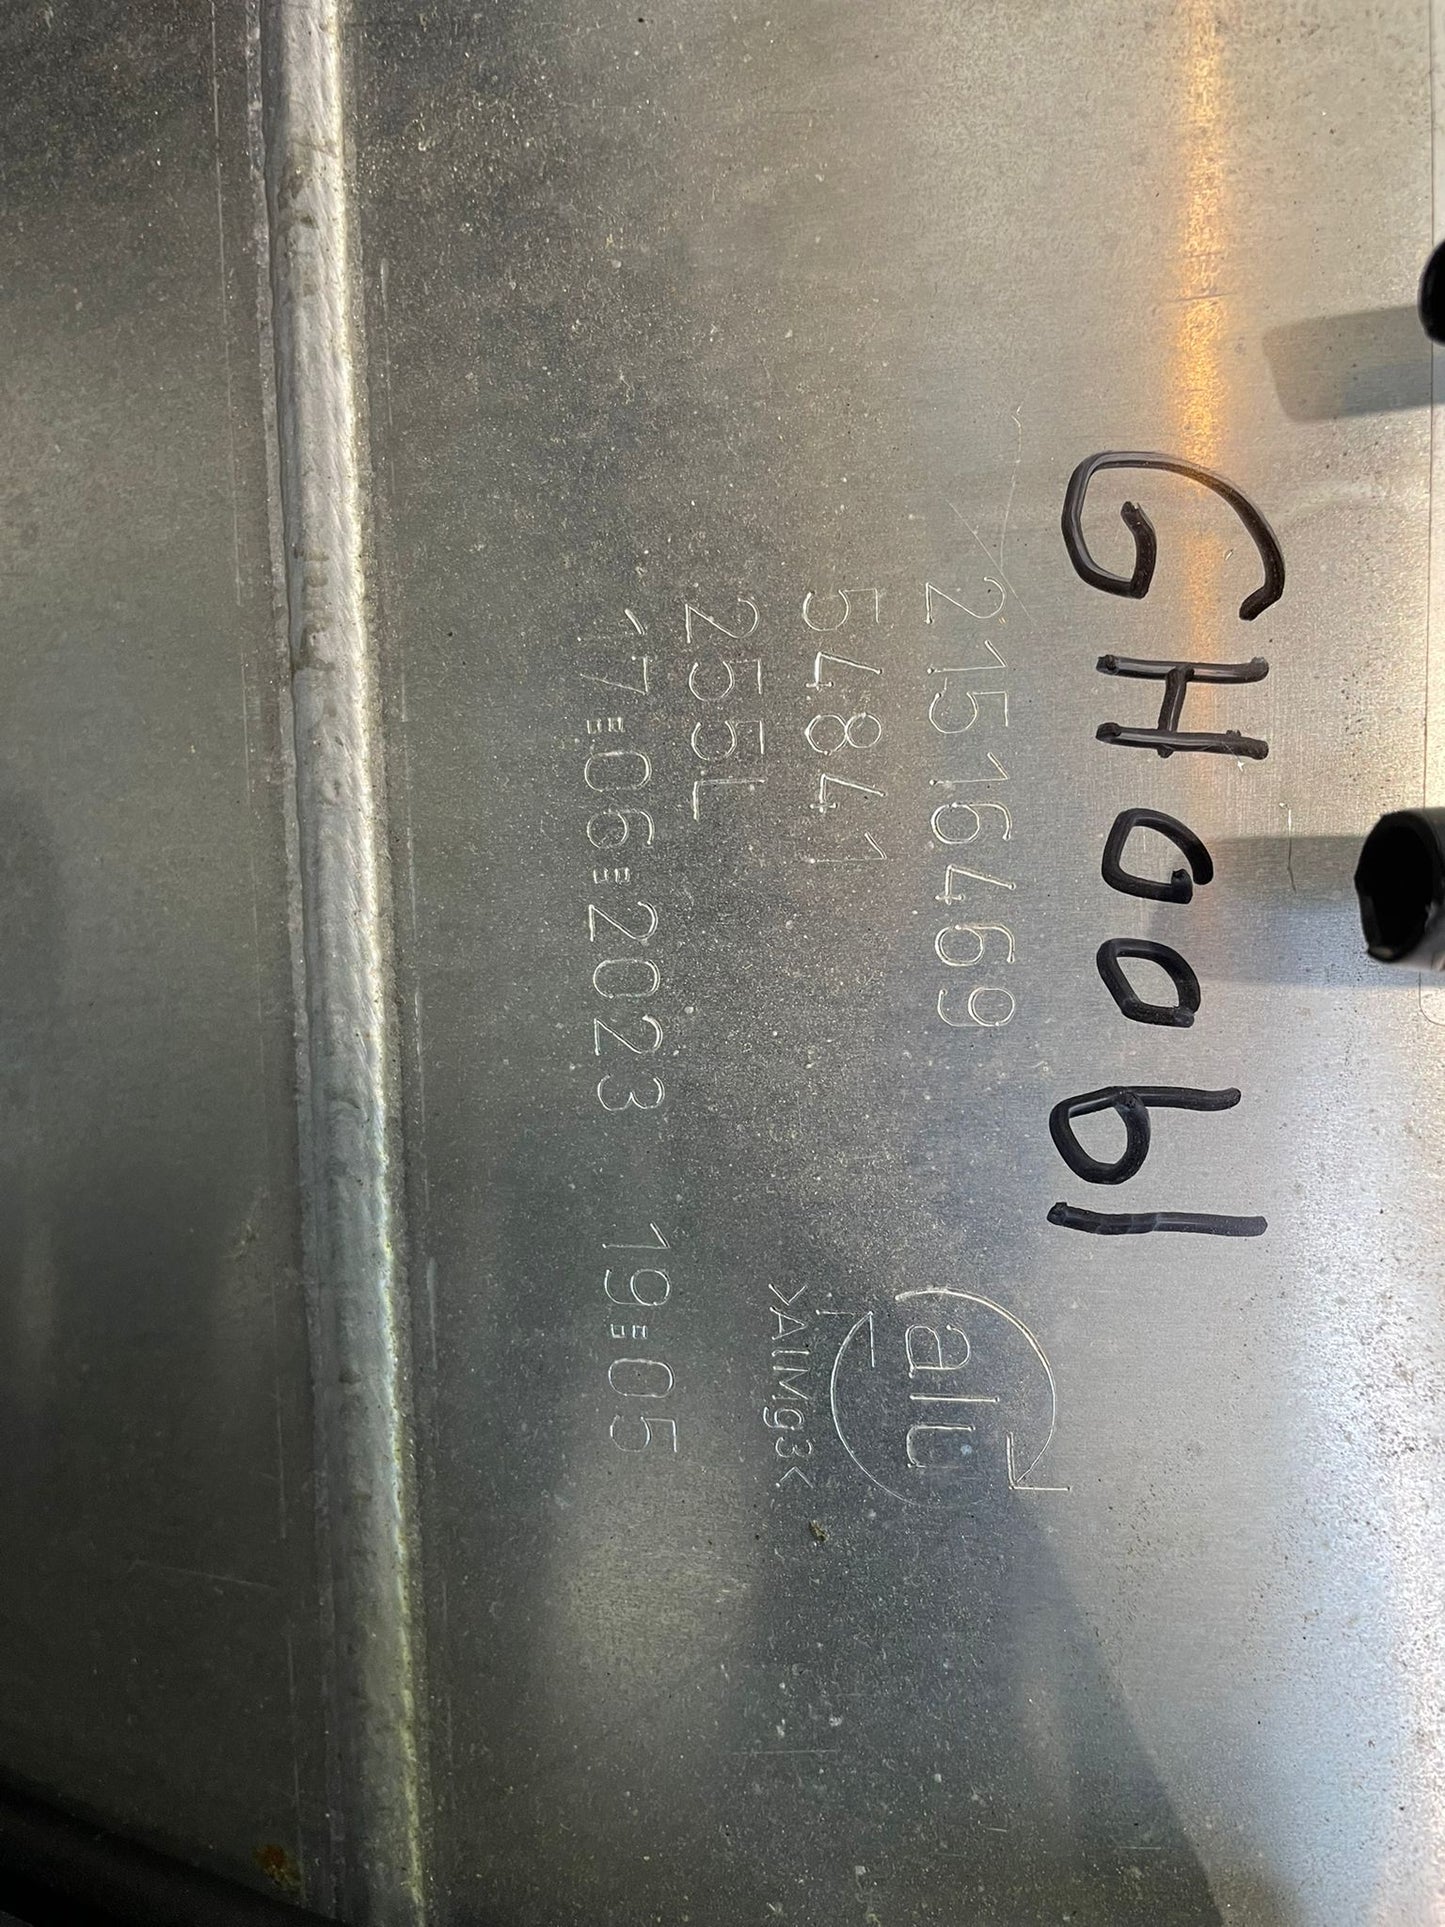 GH0061
21516469
54841
255L
17:06:2023 19:05
alu
>AlMg3<